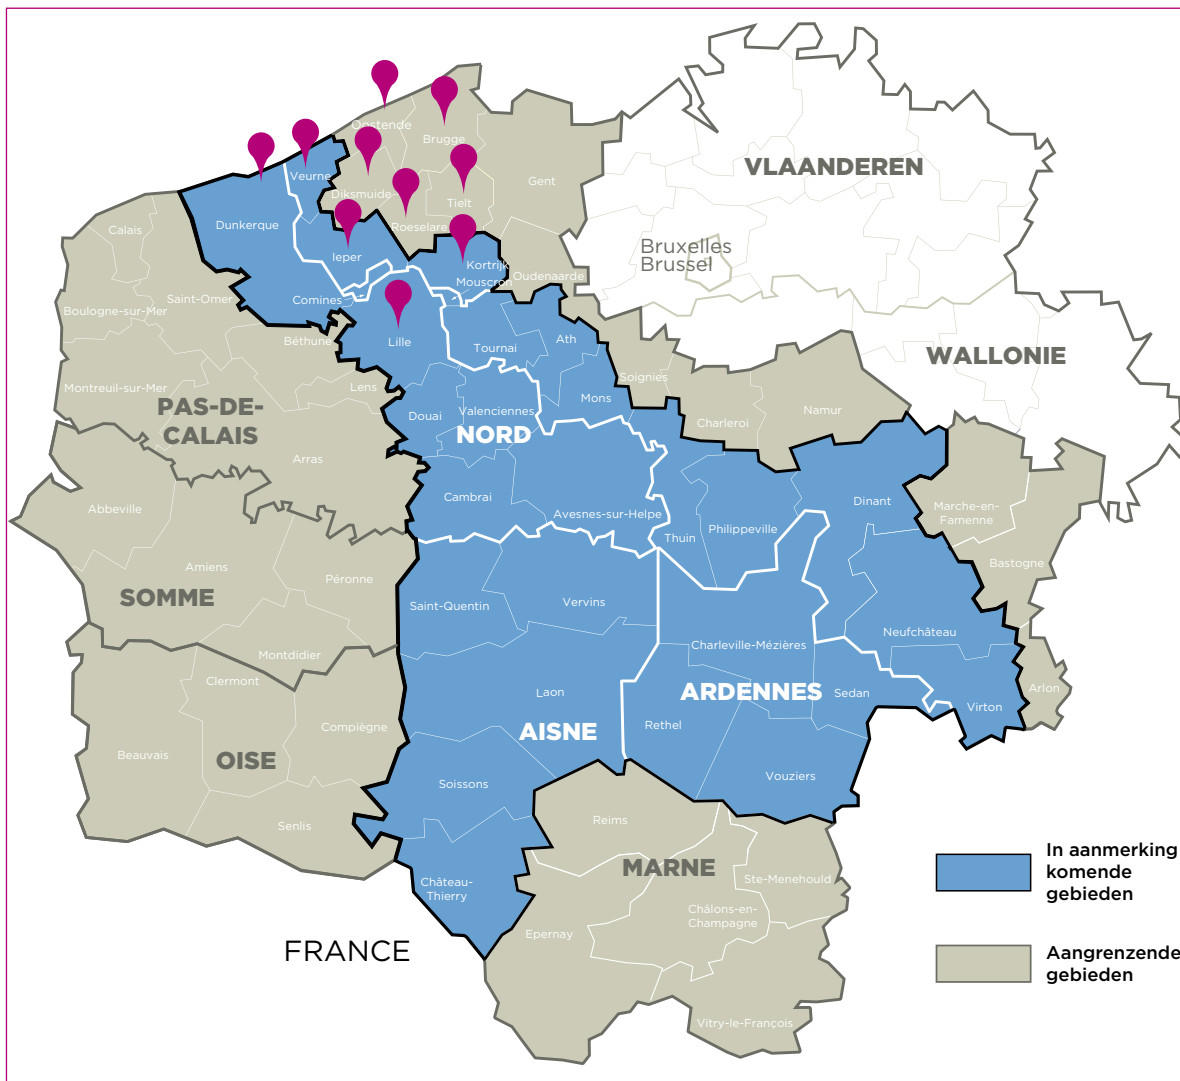 Oostende
Brugge
VLAANDEREN
Veurne
Diksmuide
Tielt
Gent
Dunkerque
Roeselare
Calais
Ieper
Kortrijk
Bruxelles
Brussel
Mouscron
Oudenaarde
Saint-Omer
Comines
Boulogne-sur-Mer
Béthune
Lille
Tournai
Ath
WALLONIE
Montreuil-sur-Mer
Lens
Soignies
PAS-DE-
CALAIS
Douai
Valenciennes
Mons
Charleroi
Namur
NORD
Arras
Abbeville
Cambrai
Avesnes-sur-Helpe
Thuin
Philippeville
Dinant
Marche-en-
Famenne
Bastogne
Amiens
Péronne
SOMME
Saint-Quentin
Vervins
Neufchâteau
Montdidier
Charleville-Mézières
Clermont
Laon
ARDENNES
Sedan
Arlon
Virton
Compiègne
AISNE
Rethel
Beauvais
OISE
Soissons
Vouziers
Senlis
Reims
MARNE
Château-
Thierry
Ste-Menehould
Châlons-en-
Champagne
Epernay
FRANCE
Vitry-le-François
In aanmerking
komende
gebieden
Aangrenzende
gebieden